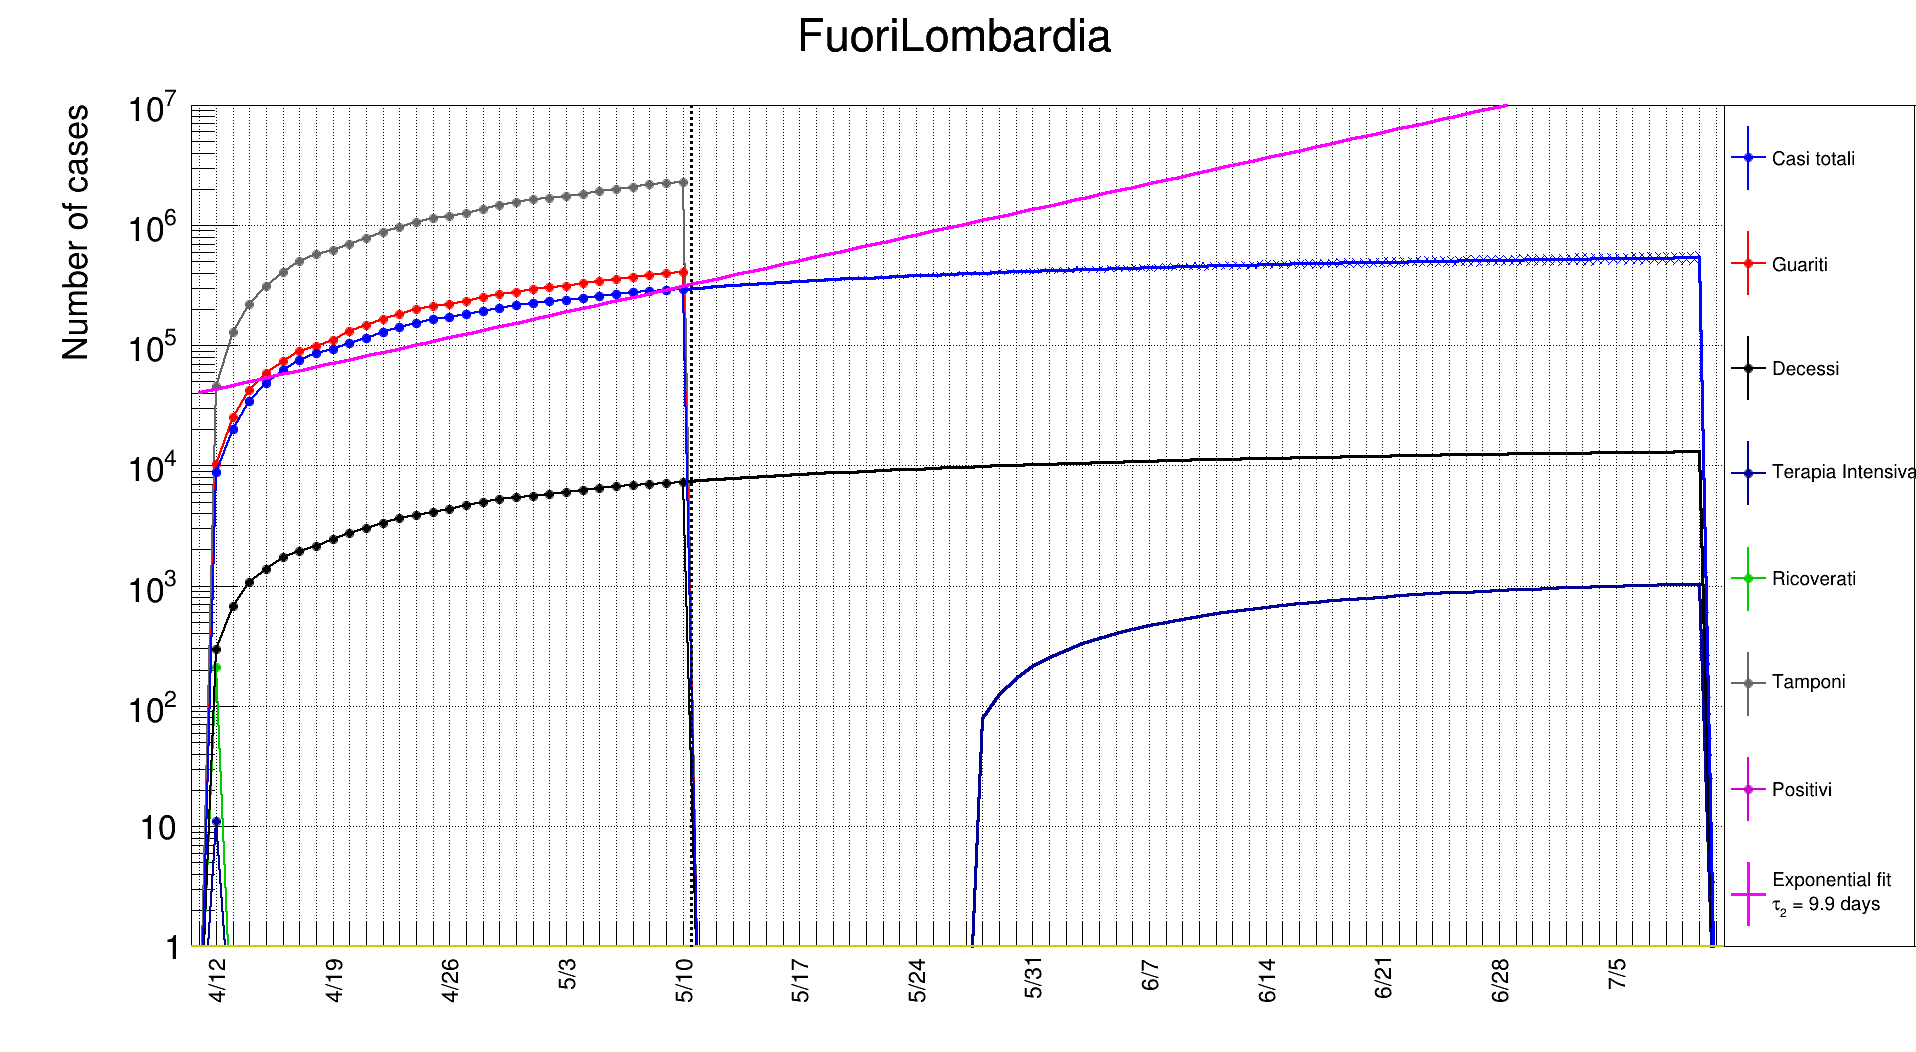 FuoriLombardia
Number of cases
10^7
10^6
10^5
10^4
10^3
10^2
10
1
4/12
4/19
4/26
5/3
5/10
5/17
5/24
5/31
6/7
6/14
6/21
6/28
7/5
Casi totali
Guariti
Decessi
Terapia Intensiva
Ricoverati
Tamponi
Positivi
Exponential fit
τ_2 = 9.9 days